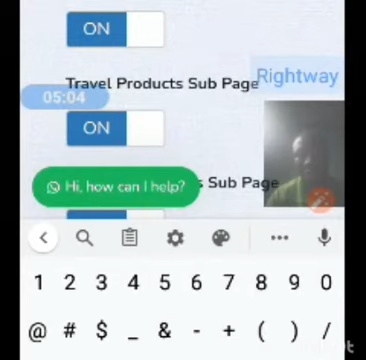 ON
Travel Products Sub Page
Rightway
05:04
ON
Hi, how can I help?
s Sub Page
1 2 3 4 5 6 7 8 9 0
@ # $ _ & - + ( ) /